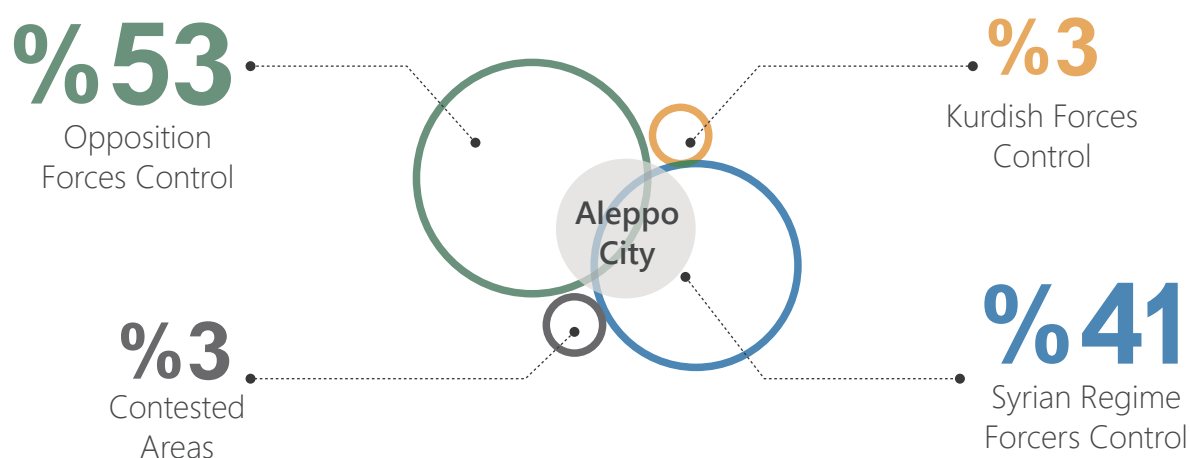 %53
Opposition
Forces Control
%3
Kurdish Forces
Control
Aleppo
City
%3
Contested
Areas
%41
Syrian Regime
Forcers Control